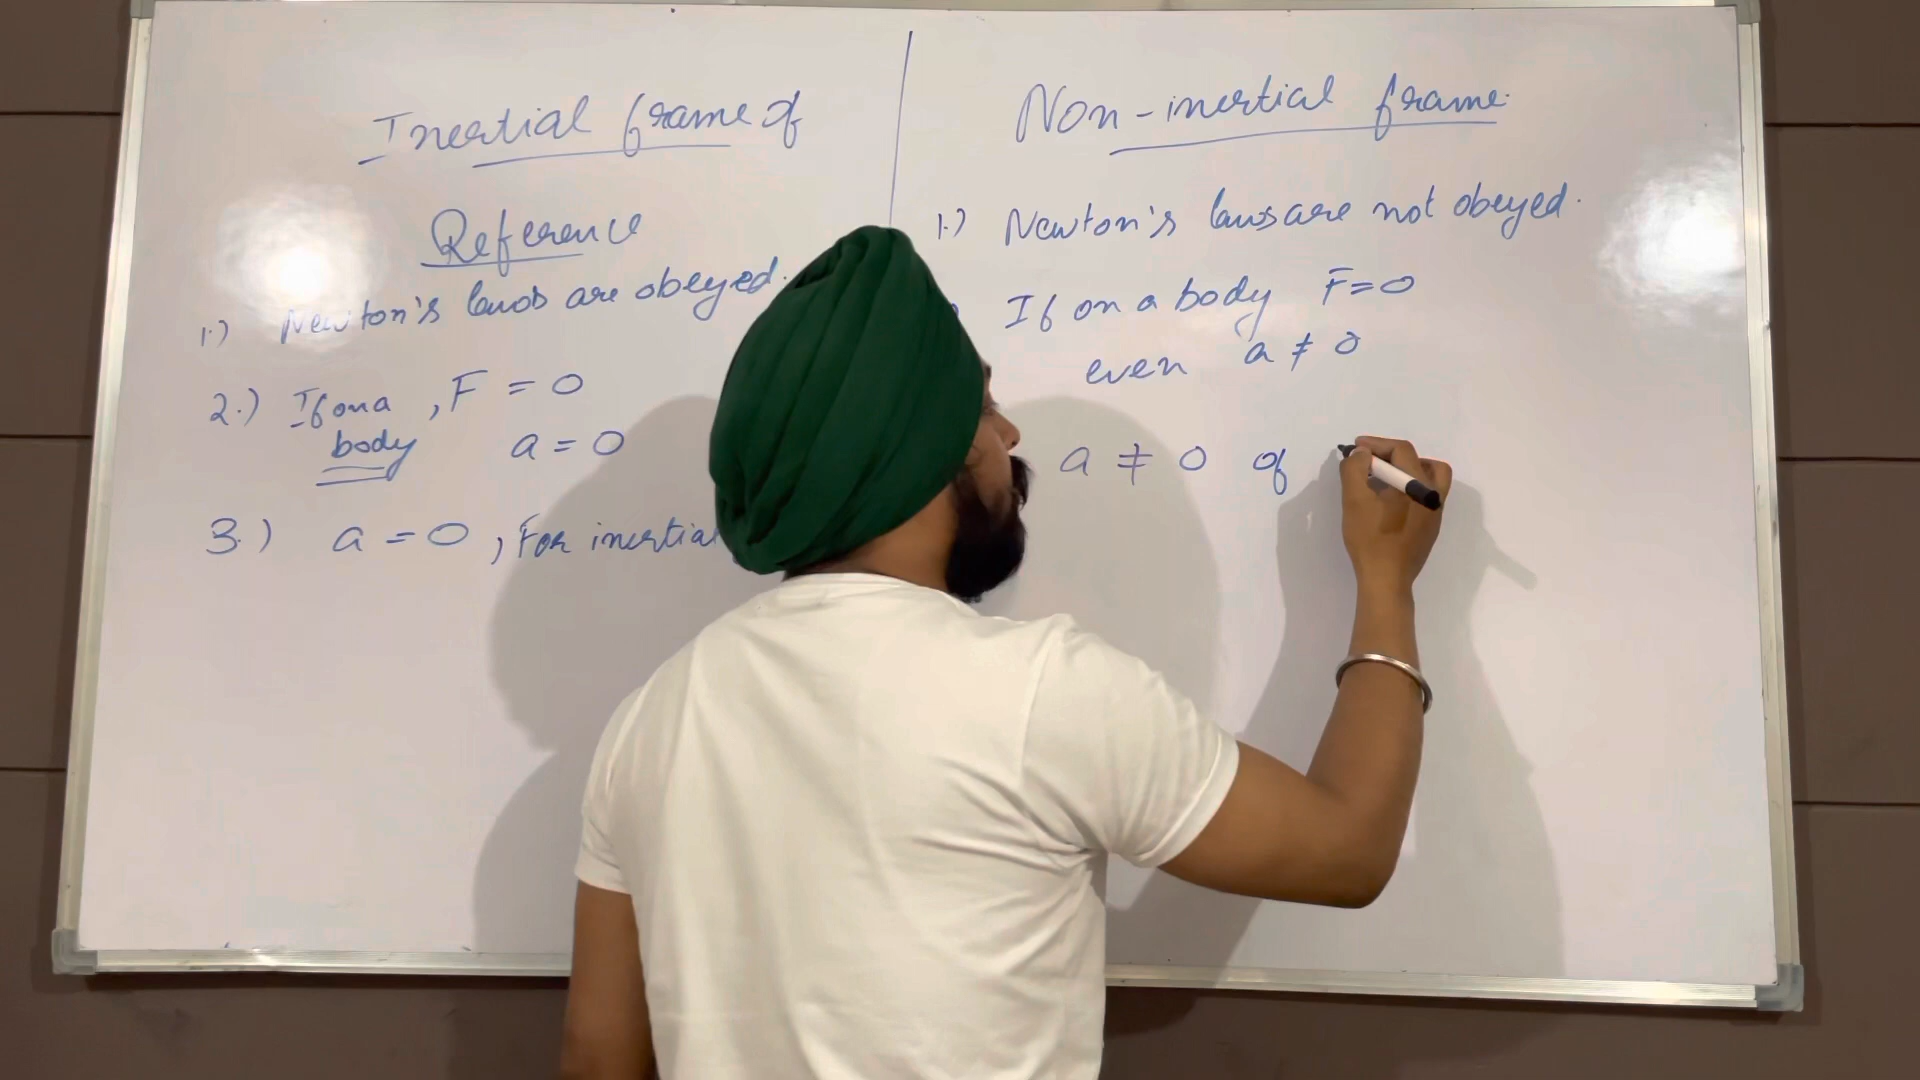 Inertial frame of
Reference
1.) Newton's laws are obeyed.
2.) If on a body, F = 0
a = 0
3.) a = 0, For inertial
Non-inertial frame.
1.) Newton's laws are not obeyed.
If on a body F=0
even a ≠ 0
a ≠ 0 of